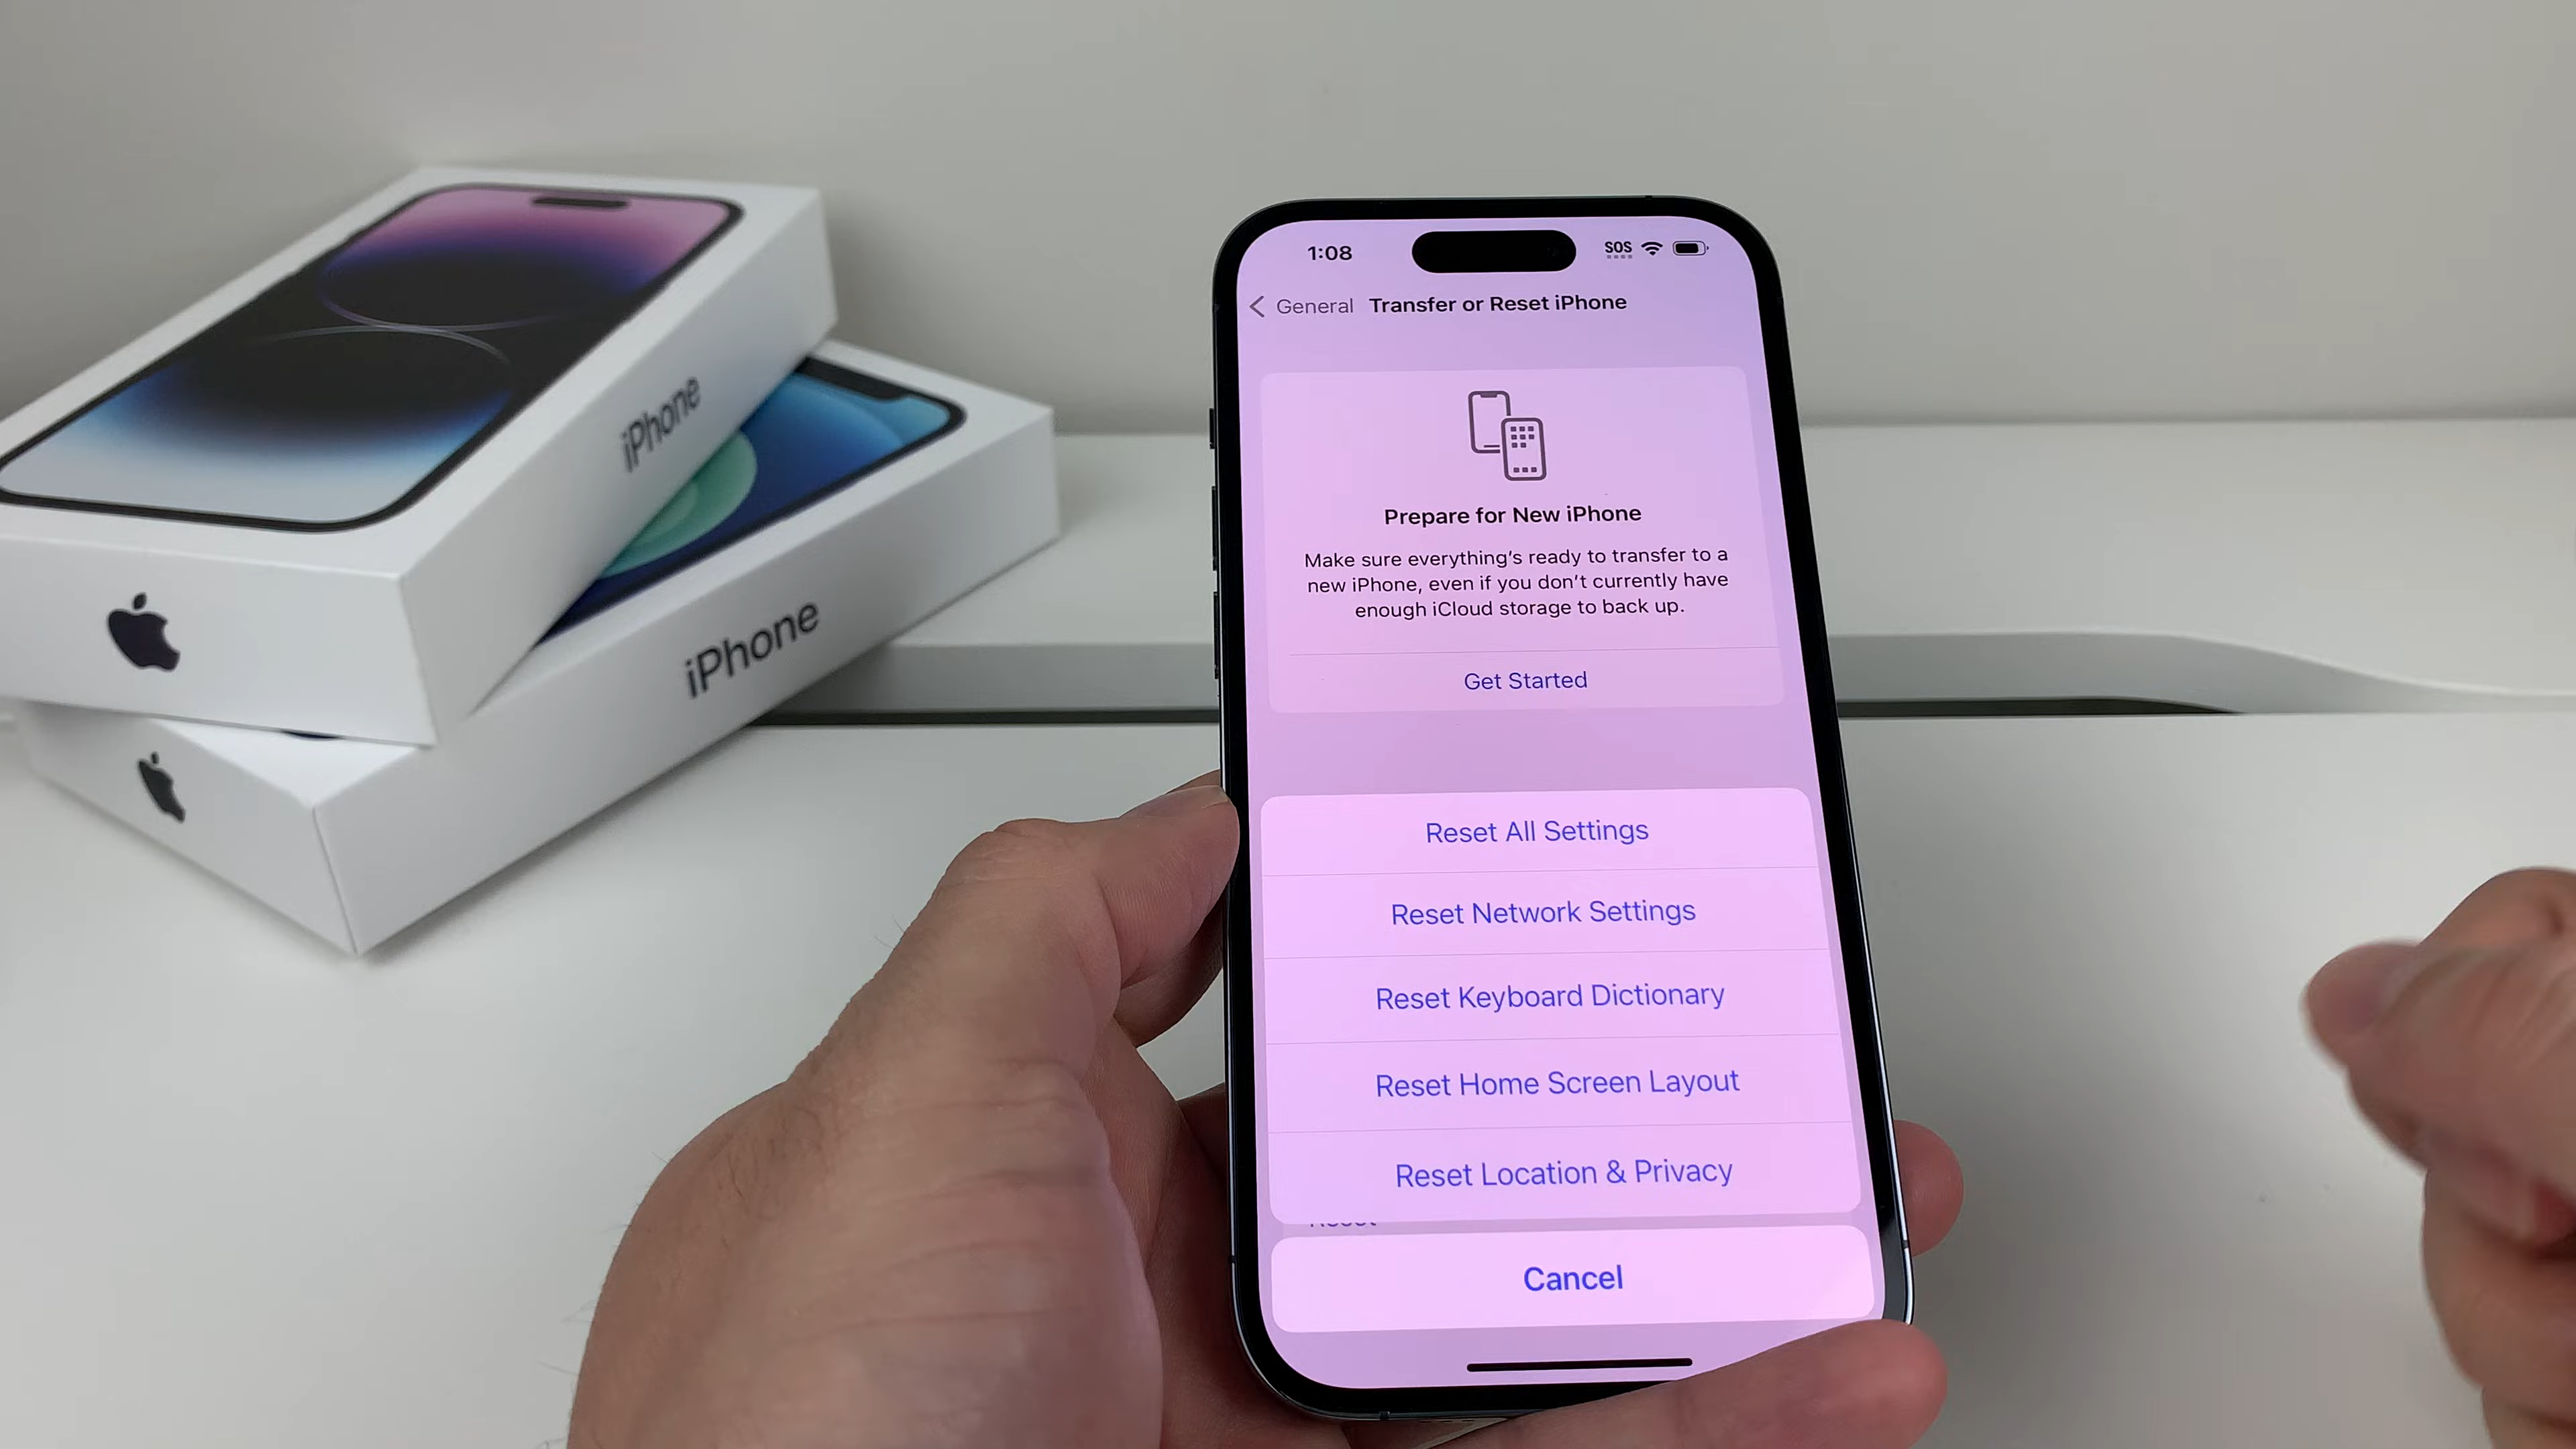 iPhone
iPhone
1:08
SOS
General Transfer or Reset iPhone
Prepare for New iPhone
Make sure everything's ready to transfer to a
new iPhone, even if you don't currently have
enough iCloud storage to back up.
Get Started
Reset All Settings
Reset Network Settings
Reset Keyboard Dictionary
Reset Home Screen Layout
Reset Location & Privacy
Reset
Cancel